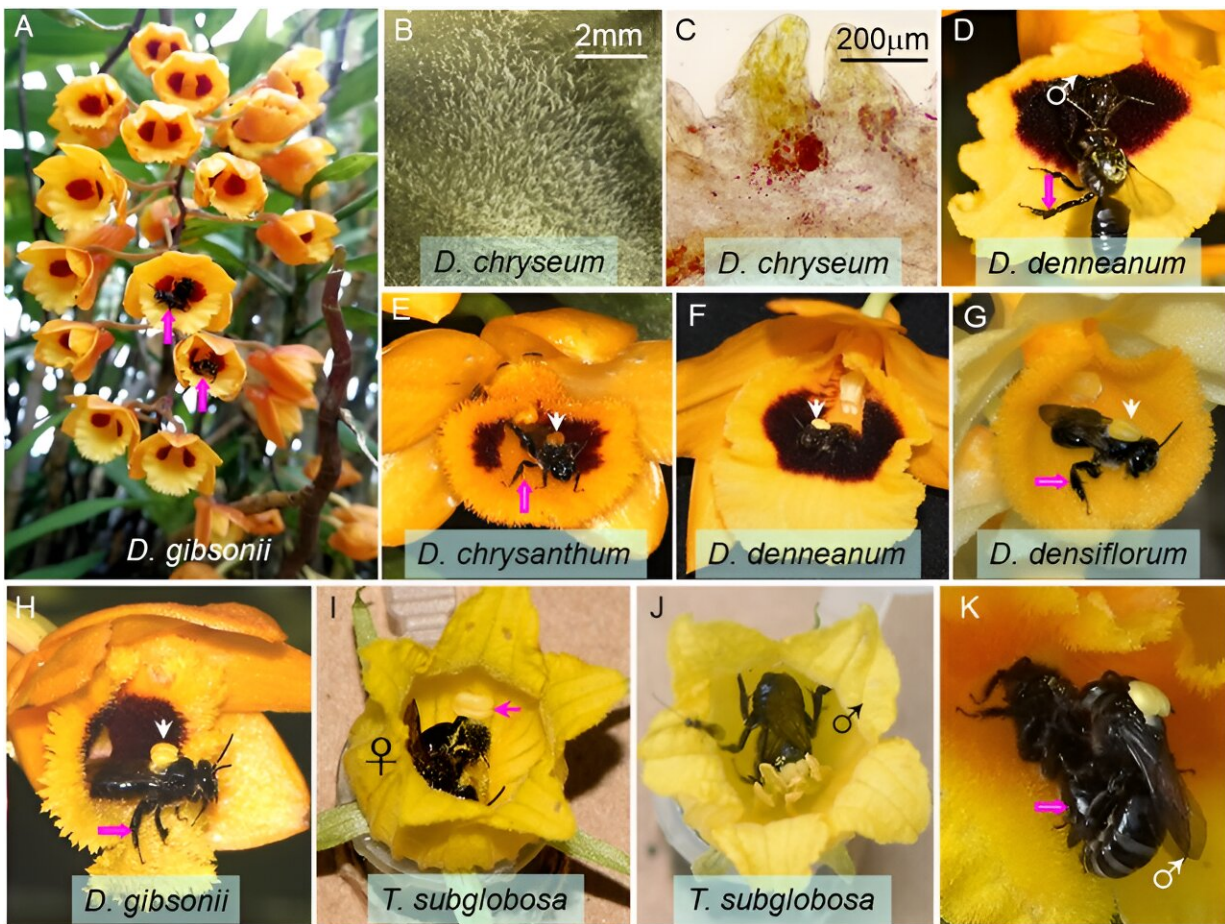 A
B
2mm
C
200µm
D
♂
D. chryseum
D. chryseum
D. denneanum
E
F
G
D. gibsonii
D. chrysanthum
D. denneanum
D. densiflorum
H
I
♀
J
♂
K
♂
D. gibsonii
T. subglobosa
T. subglobosa